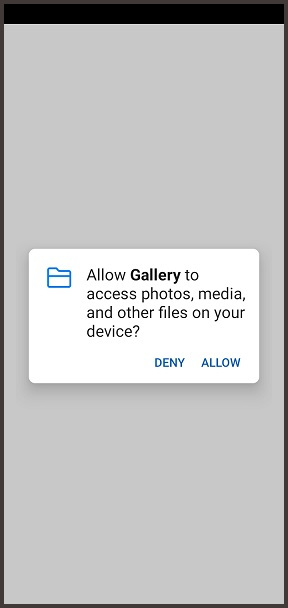 Allow Gallery to
access photos, media,
and other files on your
device?
DENY ALLOW